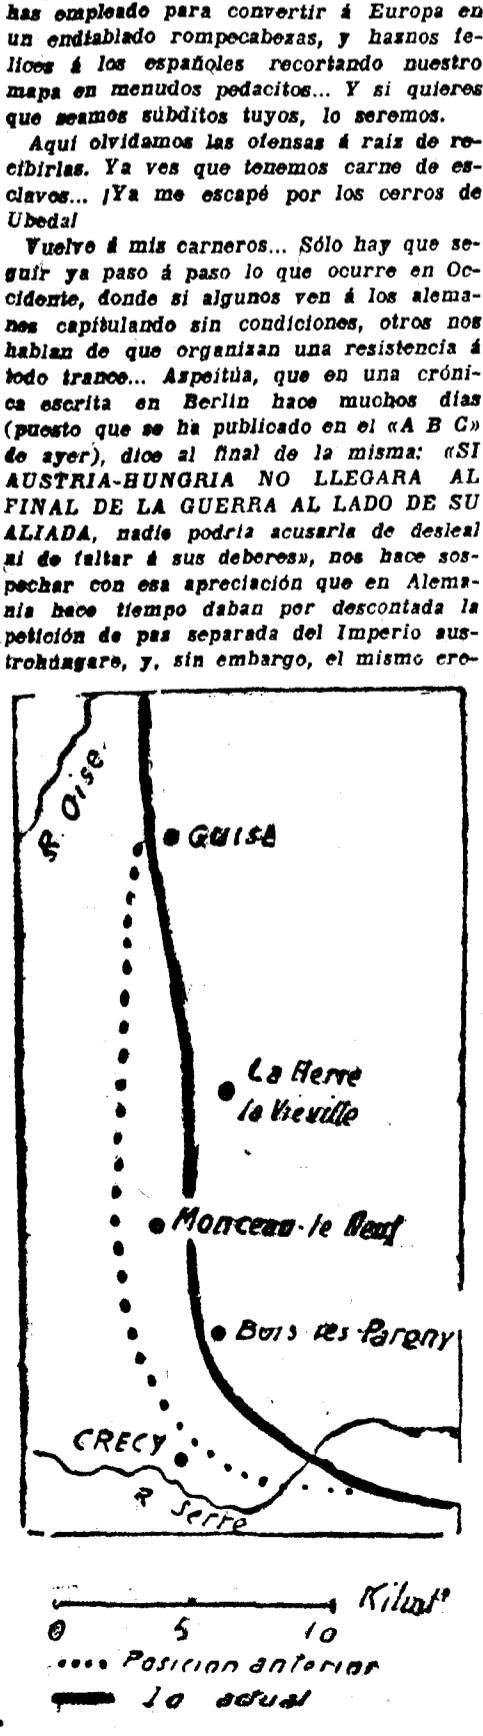 has empleado para convertir á Europa en
un endiablado rompecabezas, y haznos fe-
lices á los españoles recortando nuestro
mapa en menudos pedacitos... Y si quieres
que seamos súbditos tuyos, lo seremos.
Aquí olvidamos las ofensas á raíz de re-
cibirlas. Ya ves que tenemos carne de es-
clavos... ¡Ya me escapé por los cerros de
Ubeda!
Vuelvo á mis carneros... Sólo hay que se-
guir ya paso á paso lo que ocurre en Oc-
cidente, donde si algunos ven á los alema-
nes capitulando sin condiciones, otros nos
hablan de que organizan una resistencia á
todo trance... Azpeitúa, que en una cróni-
ca escrita en Berlín hace muchos días
(puesto que se ha publicado en el «A B C»
de ayer), dice al final de la misma: «SI
AUSTRIA-HUNGRIA NO LLEGARA AL
FINAL DE LA GUERRA AL LADO DE SU
ALIADA, nadie podría acusarla de desleal
ni de faltar á sus deberes», nos hace sos-
pechar con esa apreciación que en Alema-
nia hace tiempo daban por descontada la
petición de paz separada del Imperio aus-
trohúngaro, y, sin embargo, el mismo cro-
R. Oise.
GUISE
La Herre
la Vieville
Monceau-le Neuf
Bois des-Pargny
CRECY
R Serre
Kilomt^s
0 5 10
.... Posicion anterior
la actual